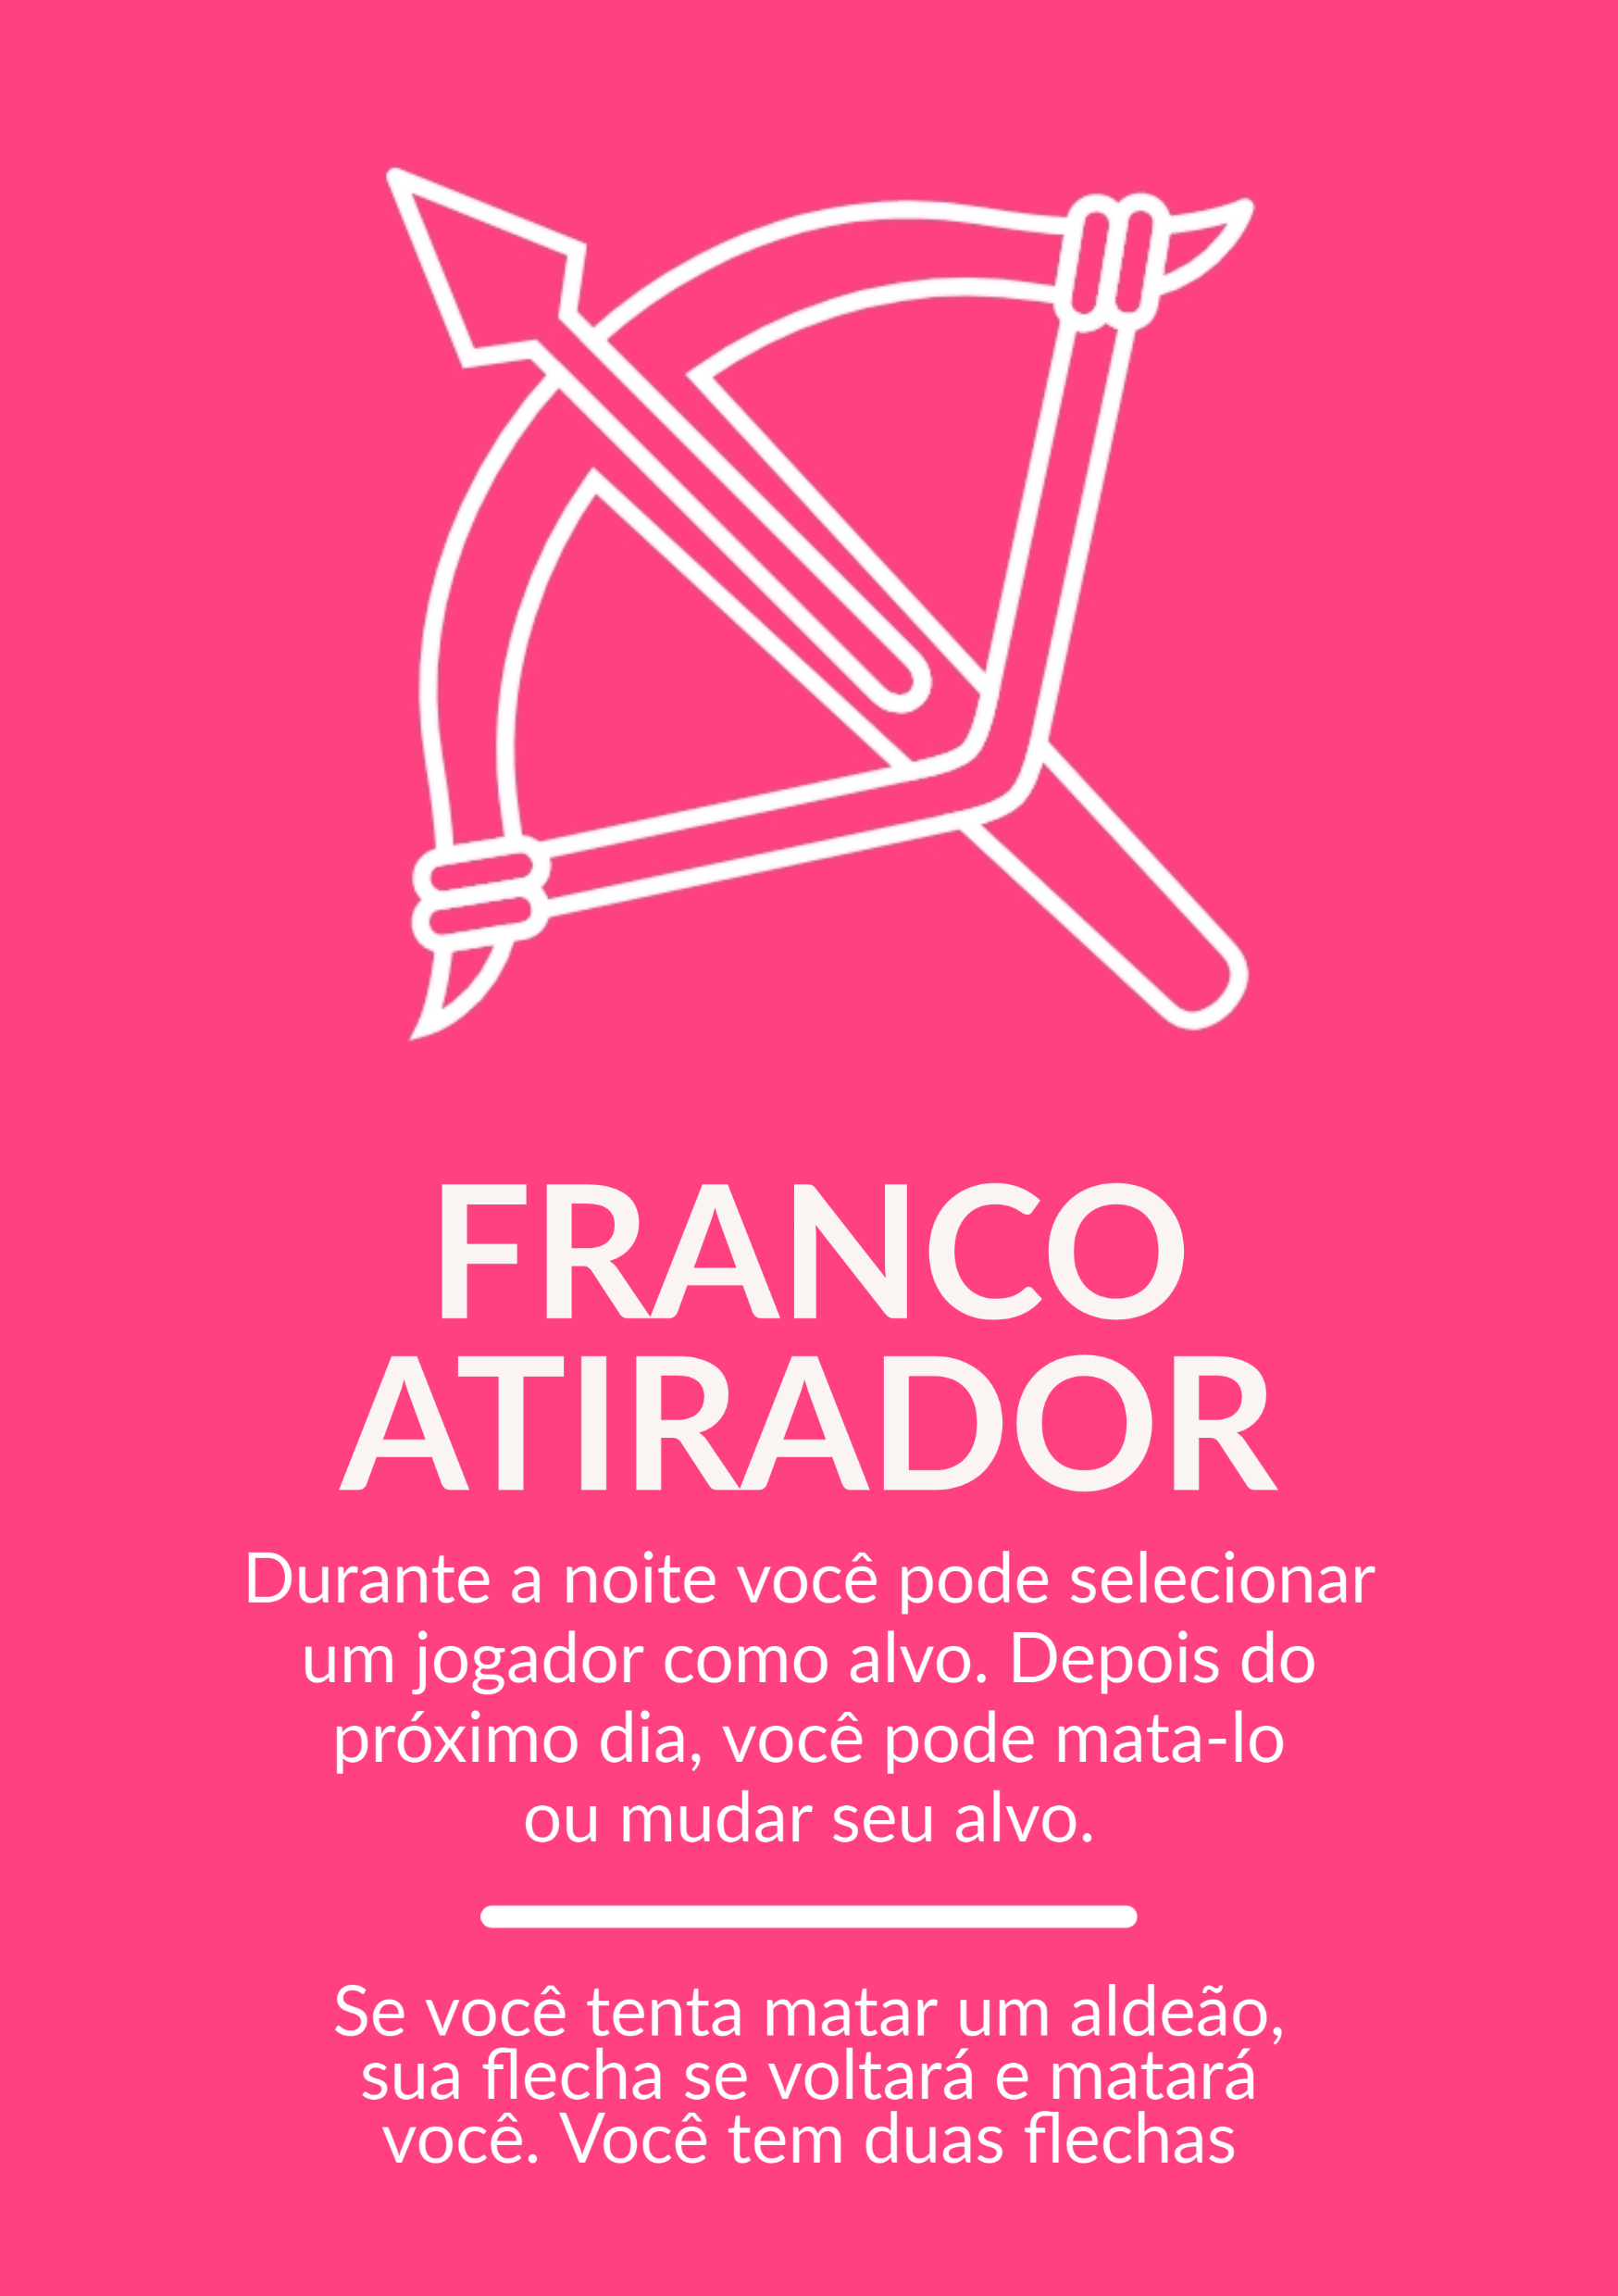 FRANCO
ATIRADOR
Durante a noite você pode selecionar
um jogador como alvo. Depois do
próximo dia, você pode mata-lo
ou mudar seu alvo.
Se você tenta matar um aldeão,
sua flecha se voltará e matará
você. Você tem duas flechas